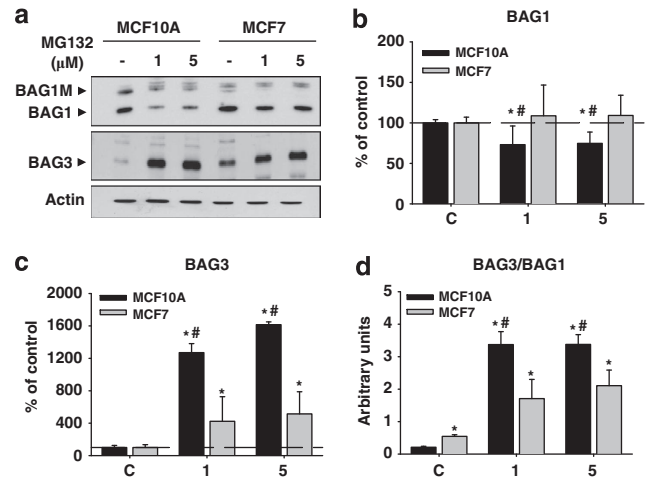 a
MCF10A MCF7
MG132
(μM) - 1 5 - 1 5
BAG1M
BAG1
BAG3
Actin
b
BAG1
200
150
100
50
0
% of control
MCF10A
MCF7
*# *#
C 1 5
c
BAG3
2000
1600
1200
800
400
0
% of control
MCF10A
MCF7
*# *
*# *
C 1 5
d
BAG3/BAG1
5
4
3
2
1
0
Arbitrary units
MCF10A
MCF7
*
*# *
*# *
C 1 5